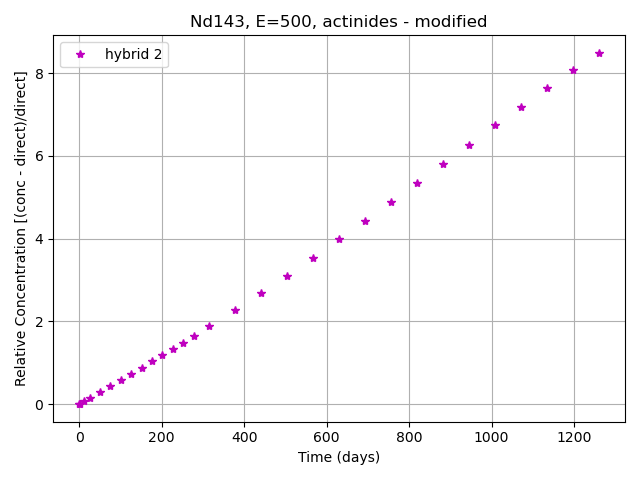 Nd143, E=500, actinides - modified
hybrid 2
Relative Concentration [(conc - direct)/direct]
8
6
4
2
0
0 200 400 600 800 1000 1200
Time (days)